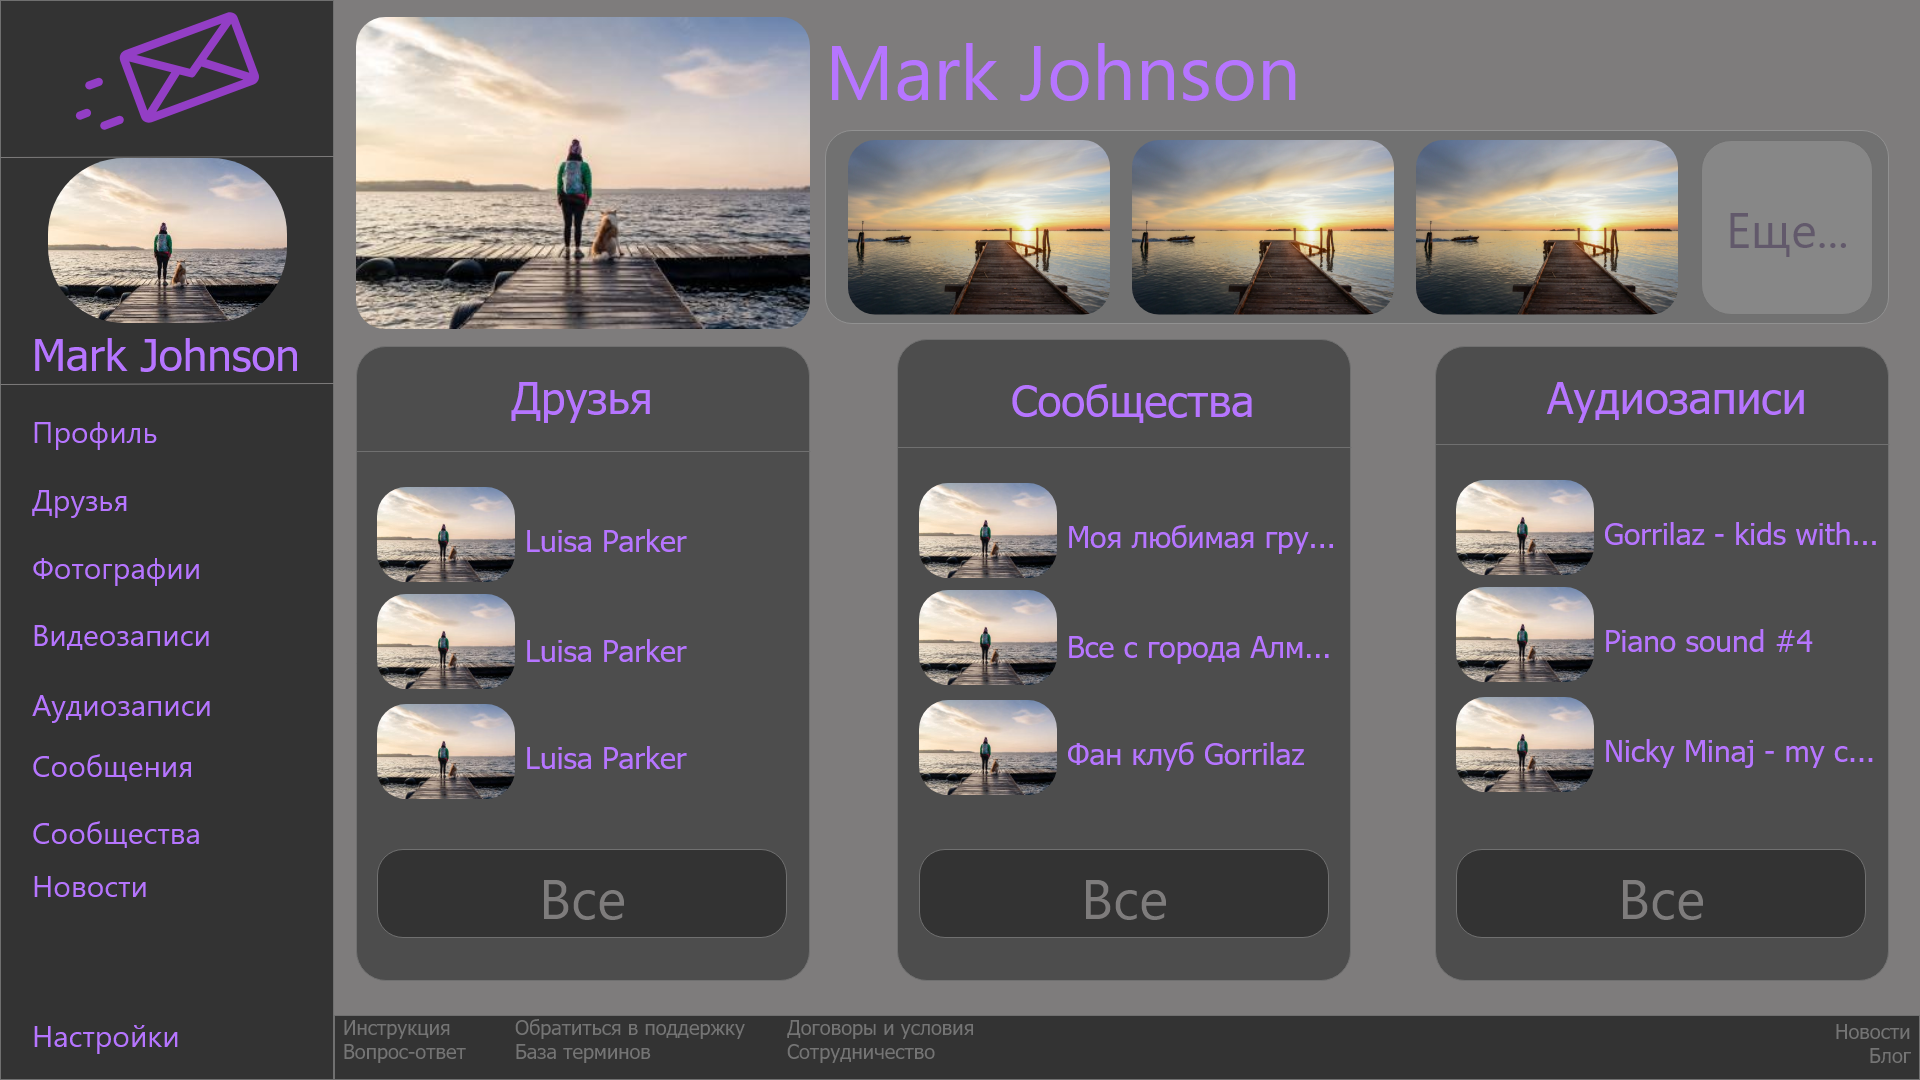 Mark Johnson
Профиль
Друзья
Фотографии
Видеозаписи
Аудиозаписи
Сообщения
Сообщества
Новости
Настройки
Mark Johnson
Еще...
Друзья
Luisa Parker
Luisa Parker
Luisa Parker
Все
Сообщества
Моя любимая гру...
Все с города Алм...
Фан клуб Gorrilaz
Все
Аудиозаписи
Gorrilaz - kids with...
Piano sound #4
Nicky Minaj - my c...
Все
Инструкция
Вопрос-ответ
Обратиться в поддержку
База терминов
Договоры и условия
Сотрудничество
Новости
Блог